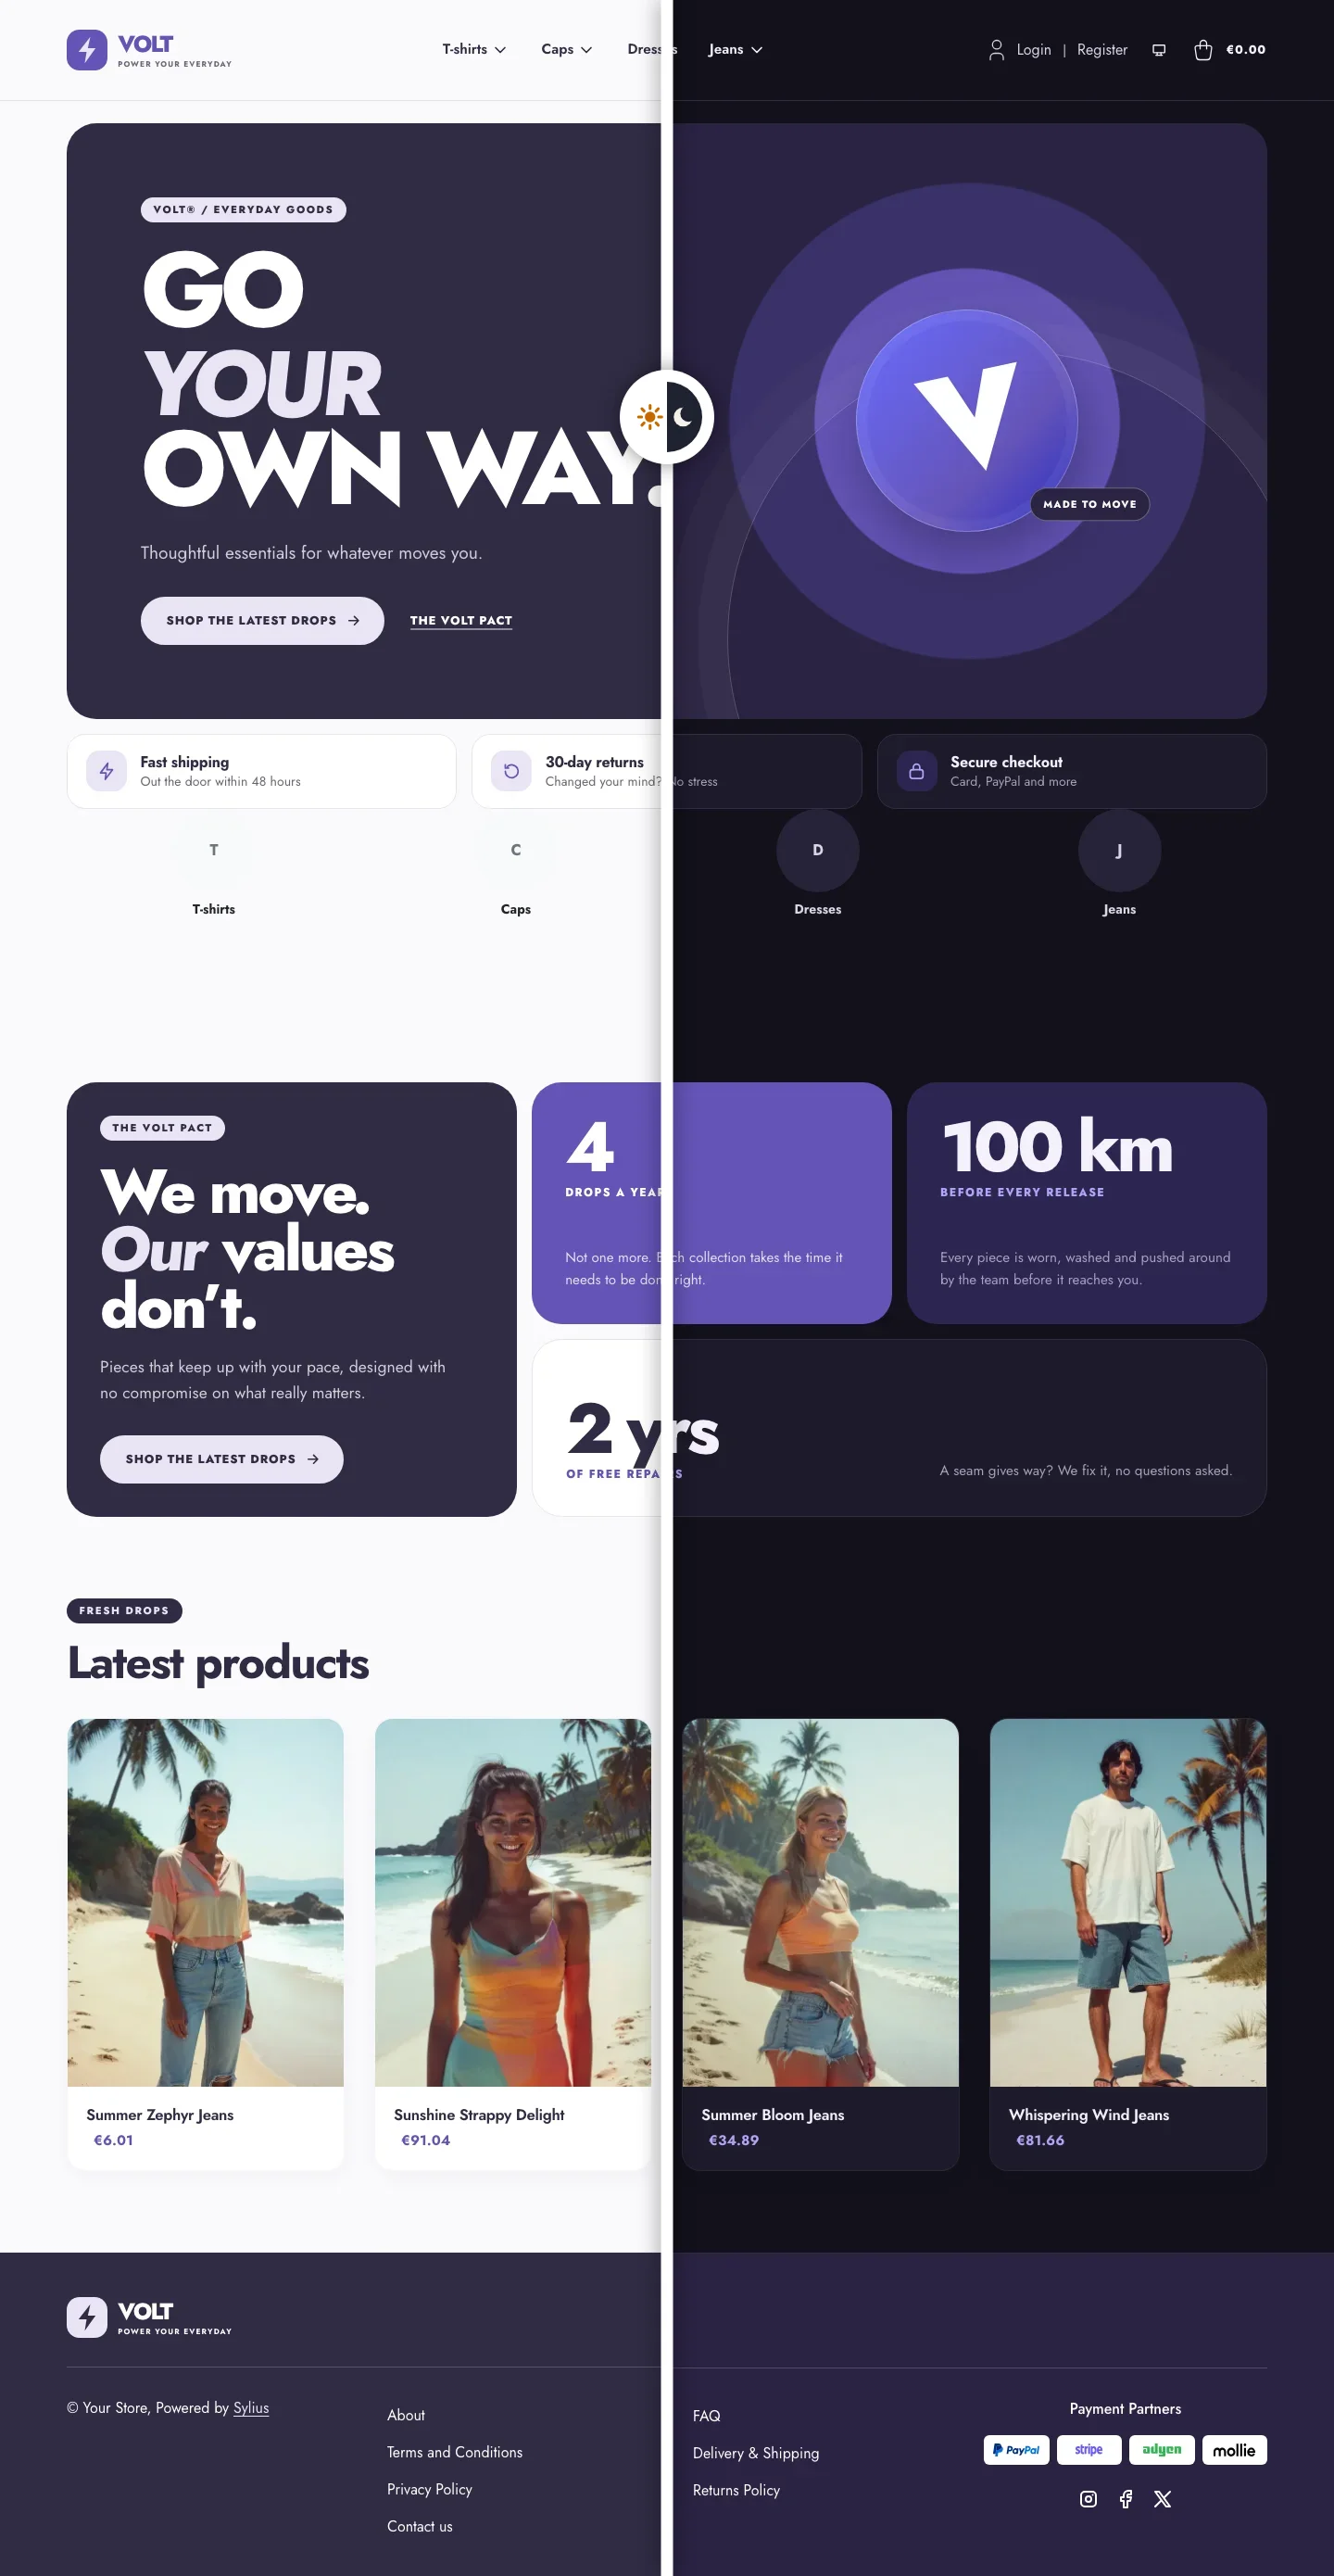 VOLT
POWER YOUR EVERYDAY
T-shirts
Caps
Dresses
Jeans
Login | Register
€0.00
VOLT® / EVERYDAY GOODS
GO
YOUR
OWN WAY.
Thoughtful essentials for whatever moves you.
SHOP THE LATEST DROPS
THE VOLT PACT
V
MADE TO MOVE
Fast shipping
Out the door within 48 hours
30-day returns
Changed your mind? No stress
Secure checkout
Card, PayPal and more
T
C
D
J
T-shirts
Caps
Dresses
Jeans
THE VOLT PACT
We move.
Our values
don't.
Pieces that keep up with your pace, designed with
no compromise on what really matters.
SHOP THE LATEST DROPS
4
DROPS A YEAR
Not one more. Each collection takes the time it
needs to be done right.
100 km
BEFORE EVERY RELEASE
Every piece is worn, washed and pushed around
by the team before it reaches you.
2 yrs
OF FREE REPAIRS
A seam gives way? We fix it, no questions asked.
FRESH DROPS
Latest products
Summer Zephyr Jeans
€6.01
Sunshine Strappy Delight
€91.04
Summer Bloom Jeans
€34.89
Whispering Wind Jeans
€81.66
VOLT
POWER YOUR EVERYDAY
© Your Store, Powered by Sylius
About
Terms and Conditions
Privacy Policy
Contact us
FAQ
Delivery & Shipping
Returns Policy
Payment Partners
PayPal
stripe
adyen
mollie